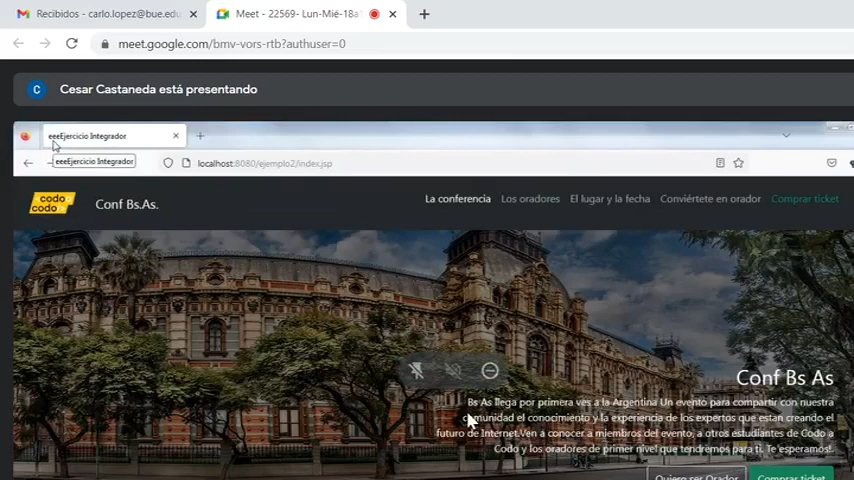 Recibidos - carlo.lopez@bue.edu
Meet - 22569- Lun-Mié-18a
meet.google.com/bmv-vors-rtb?authuser=0
C
Cesar Castaneda está presentando
eeeEjercicio Integrador
eeeEjercicio Integrador
localhost:8080/ejemplo2/index.jsp
codo
codo
Conf Bs.As.
La conferencia
Los oradores
El lugar y la fecha
Conviértete en orador
Comprar ticket
Conf Bs As
Bs As llega por primera ves a la Argentina Un evento para compartir con nuestra
comunidad el conocimiento y la experiencia de los expertos que estan creando el
futuro de Internet.Ven a conocer a miembros del evento, a otros estudiantes de Codo a
Codo y los oradores de primer nivel que tendremos para ti. Te esperamos!.
Quiero ser Orador
Comprar ticket